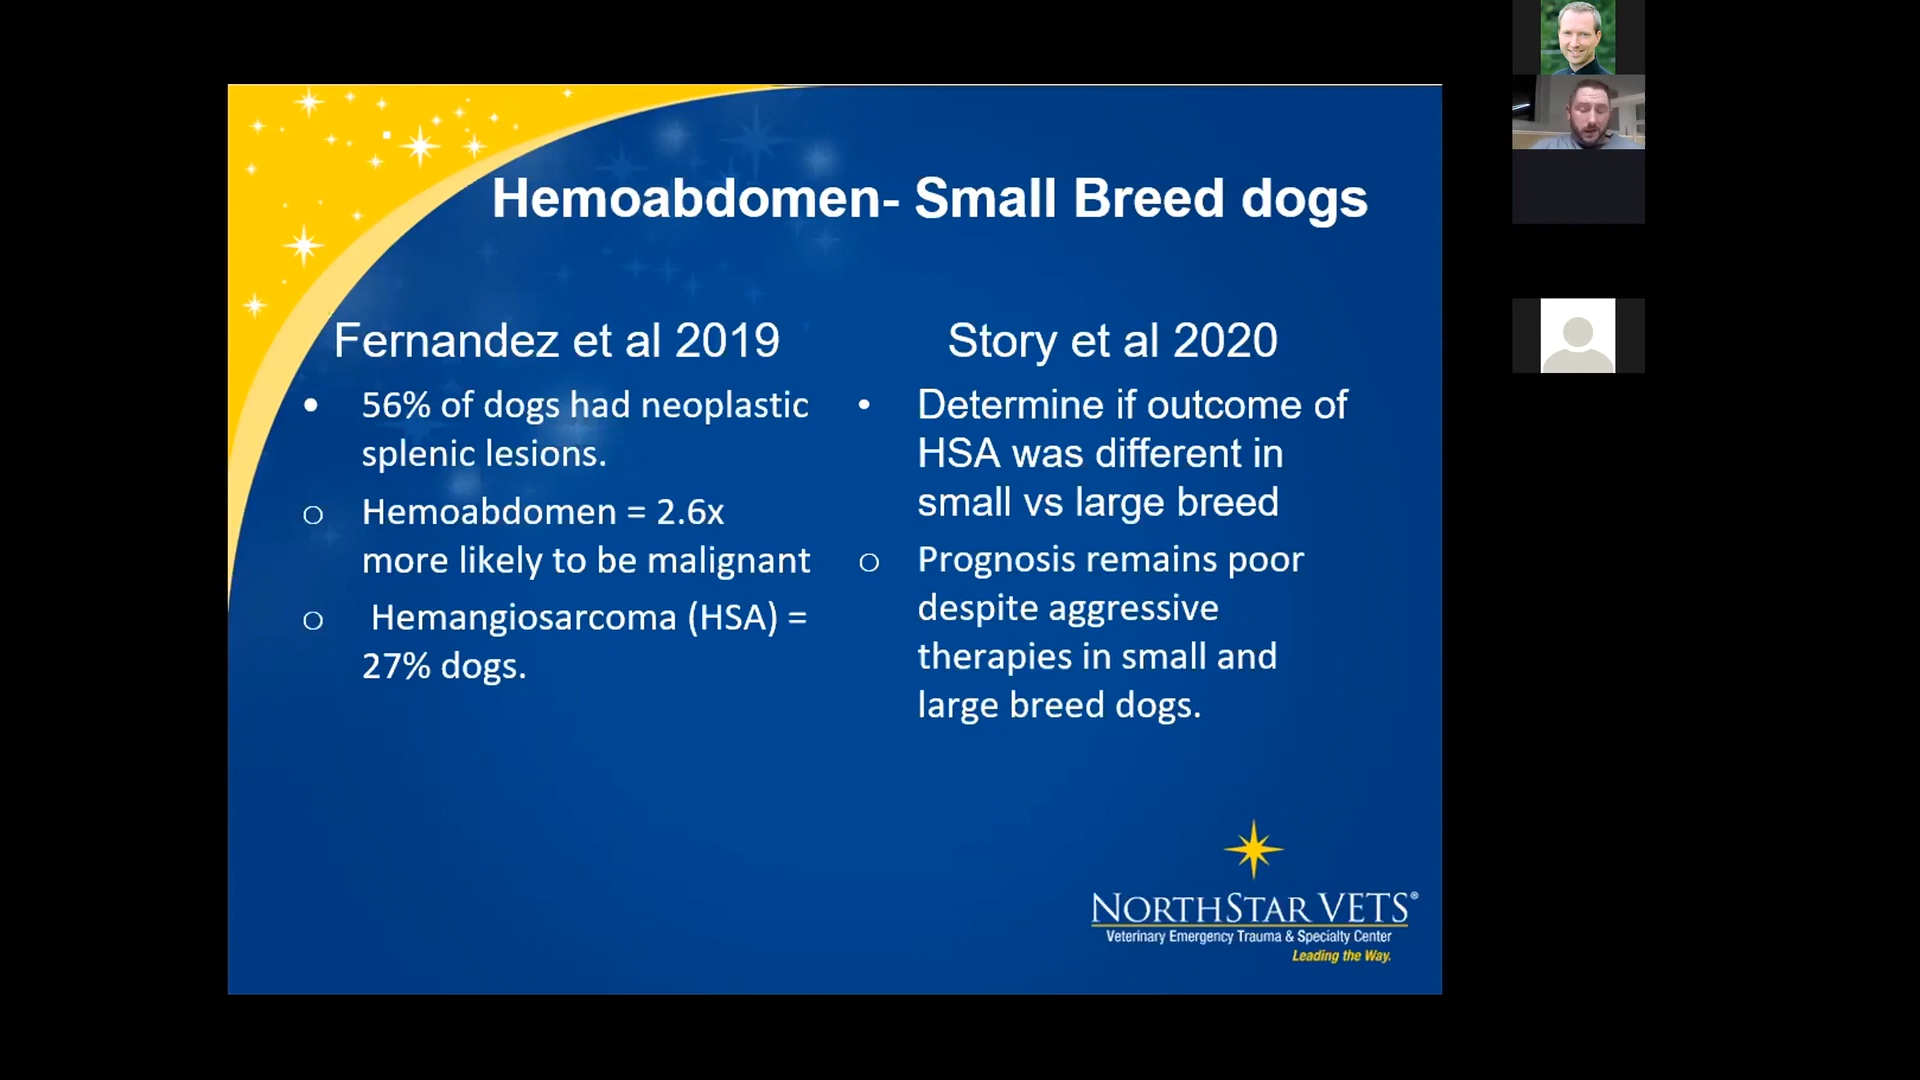 Hemoabdomen- Small Breed dogs
Fernandez et al 2019
• 56% of dogs had neoplastic
splenic lesions.
o Hemoabdomen = 2.6x
more likely to be malignant
o Hemangiosarcoma (HSA) =
27% dogs.
Story et al 2020
• Determine if outcome of
HSA was different in
small vs large breed
o Prognosis remains poor
despite aggressive
therapies in small and
large breed dogs.
NORTHSTAR VETS®
Veterinary Emergency Trauma & Specialty Center
Leading the Way.